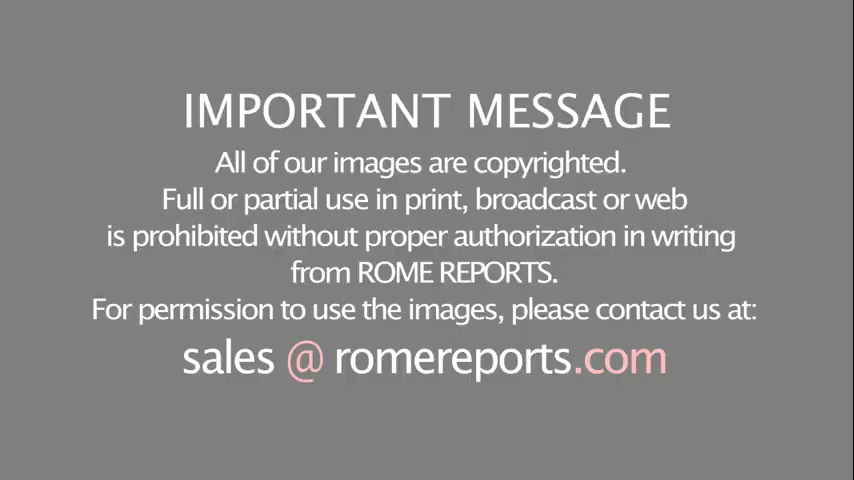 IMPORTANT MESSAGE
All of our images are copyrighted.
Full or partial use in print, broadcast or web
is prohibited without proper authorization in writing
from ROME REPORTS.
For permission to use the images, please contact us at:
sales @ romereports.com